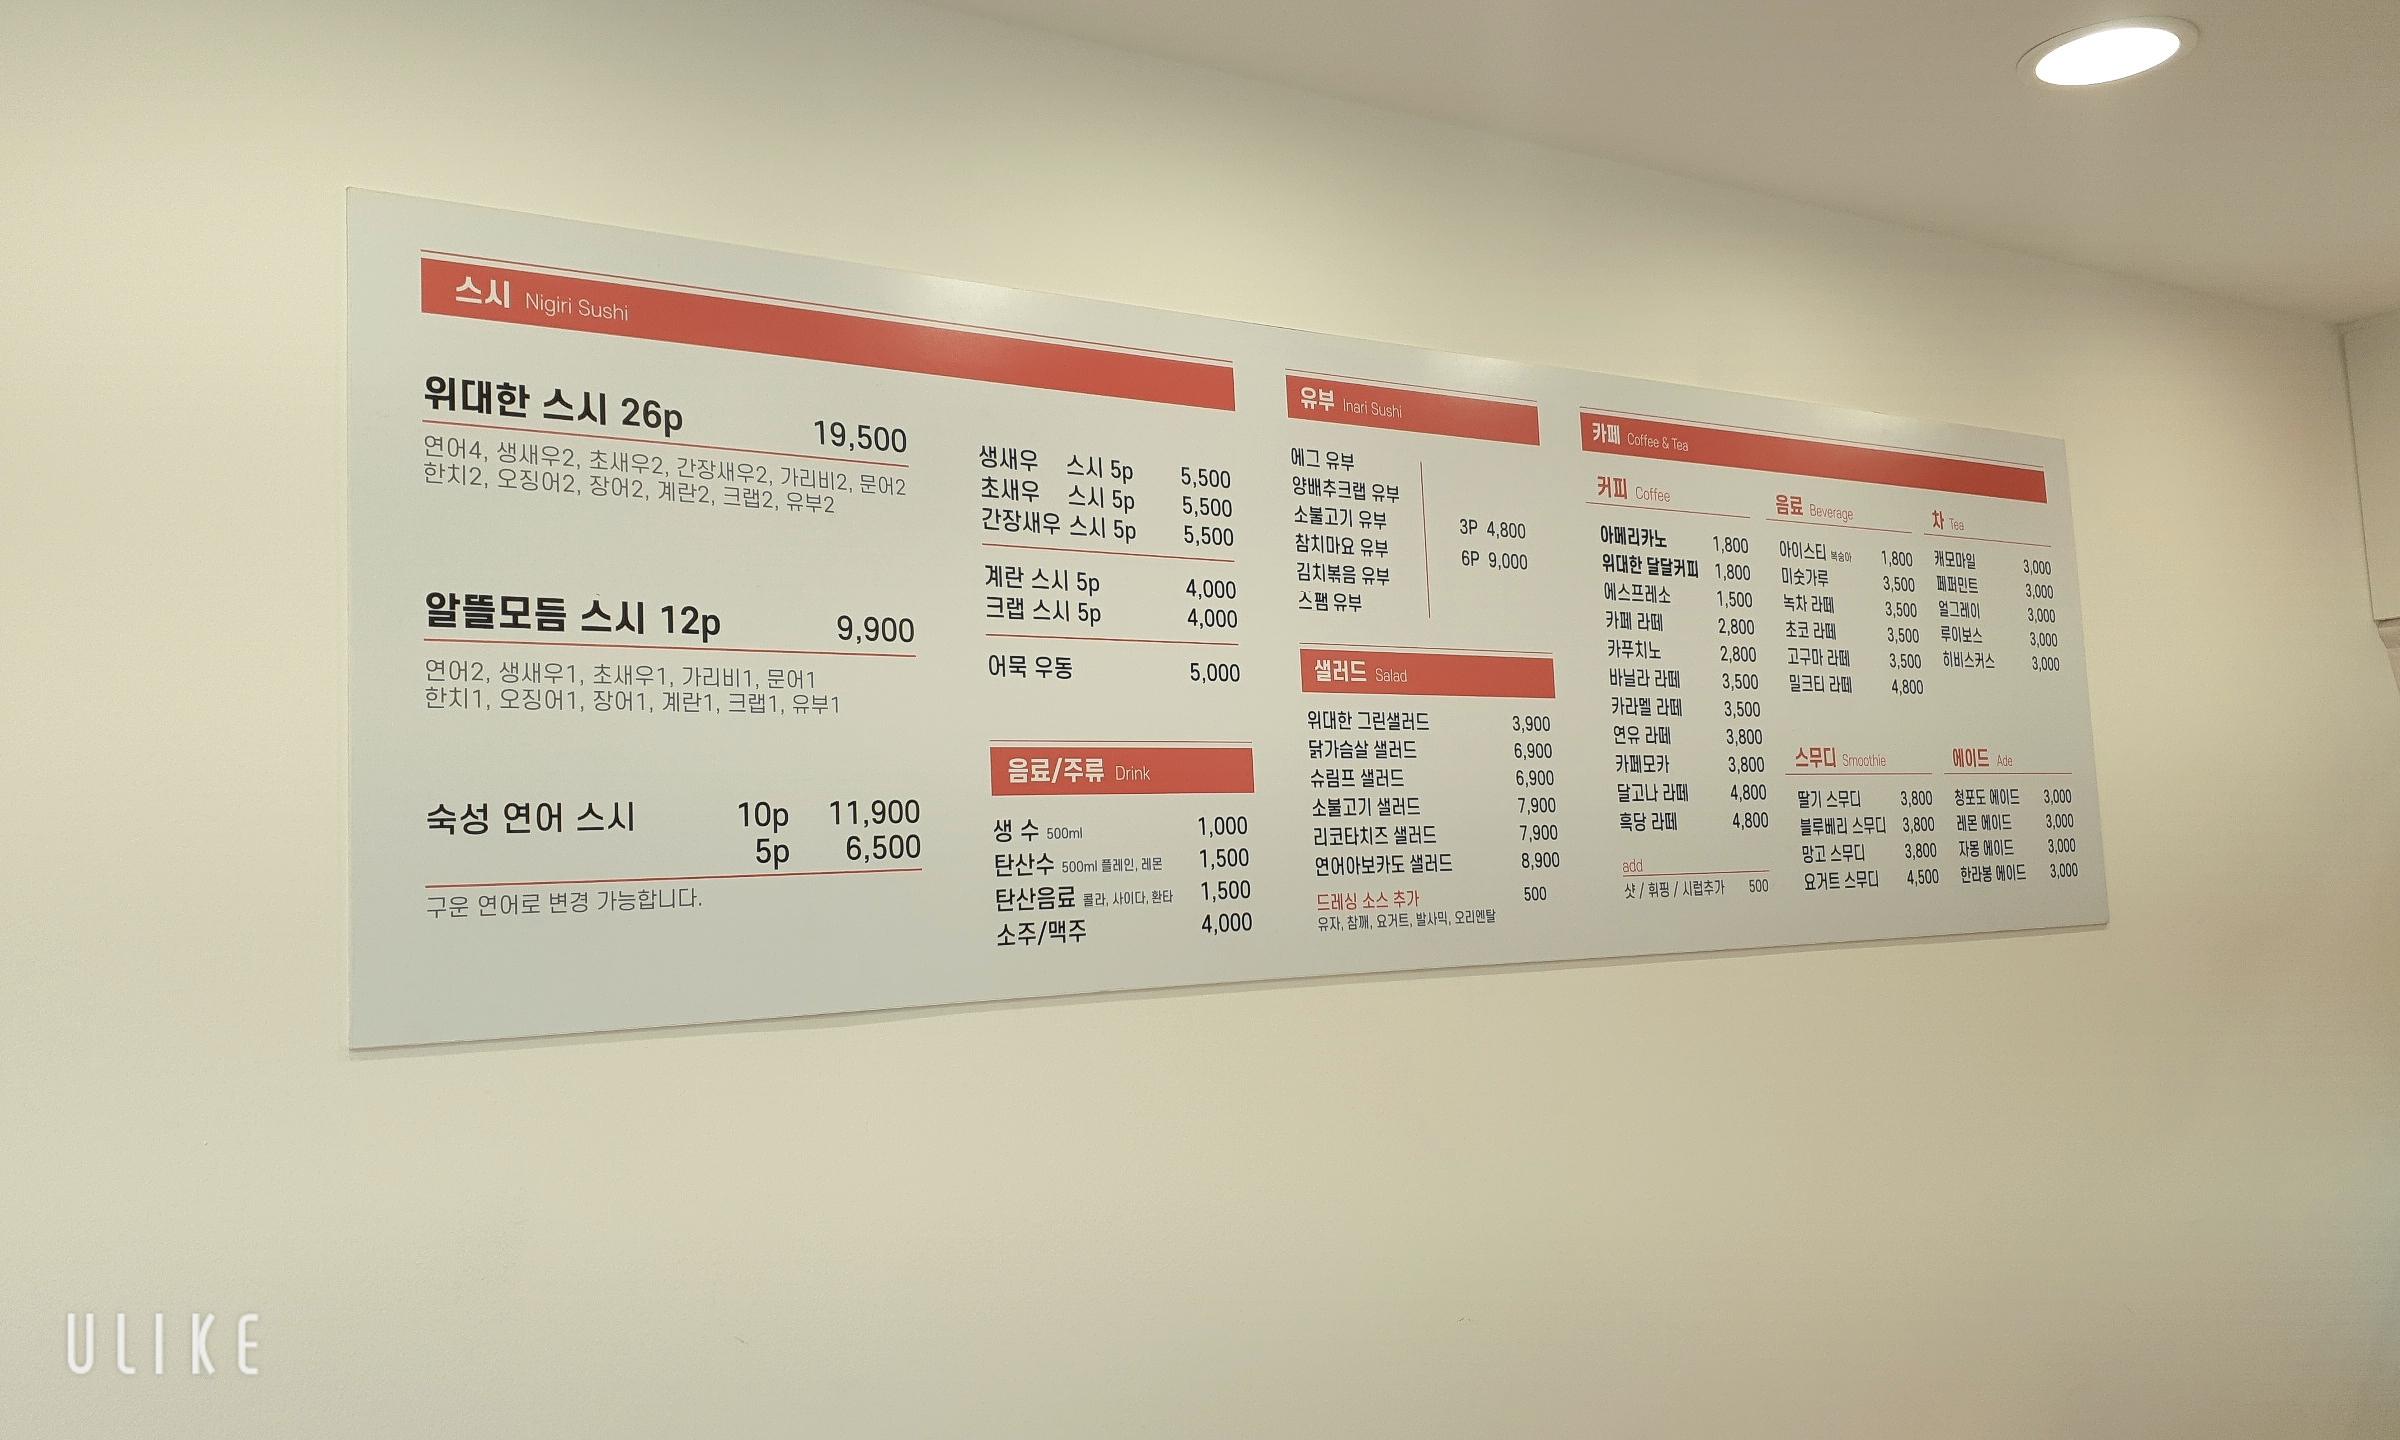 스시 Nigiri Sushi
위대한 스시 26p 19,500
연어4, 생새우2, 초새우2, 간장새우2, 가리비2, 문어2
한치2, 오징어2, 장어2, 계란2, 크랩2, 유부2
알뜰모듬 스시 12p 9,900
연어2, 생새우1, 초새우1, 가리비1, 문어1
한치1, 오징어1, 장어1, 계란1, 크랩1, 유부1
숙성 연어 스시 10p 11,900
5p 6,500
구운 연어로 변경 가능합니다.
생새우 스시 5p 5,500
초새우 스시 5p 5,500
간장새우 스시 5p 5,500
계란 스시 5p 4,000
크랩 스시 5p 4,000
어묵 우동 5,000
음료/주류 Drink
생 수 500ml 1,000
탄산수 500ml 플레인, 레몬 1,500
탄산음료 콜라, 사이다, 환타 1,500
소주/맥주 4,000
유부 Inari Sushi
에그 유부
양배추크랩 유부
소불고기 유부
참치마요 유부
김치볶음 유부
스팸 유부
3P 4,800
6P 9,000
샐러드 Salad
위대한 그린샐러드 3,900
닭가슴살 샐러드 6,900
슈림프 샐러드 6,900
소불고기 샐러드 7,900
리코타치즈 샐러드 7,900
연어아보카도 샐러드 8,900
드레싱 소스 추가 500
유자, 참깨, 요거트, 발사믹, 오리엔탈
카페 Coffee & Tea
커피 Coffee
아메리카노 1,800
위대한 달달커피 1,800
에스프레소 1,500
카페 라떼 2,800
카푸치노 2,800
바닐라 라떼 3,500
카라멜 라떼 3,500
연유 라떼 3,800
카페모카 3,800
달고나 라떼 4,800
흑당 라떼 4,800
add
샷 / 휘핑 / 시럽추가 500
음료 Beverage
아이스티 복숭아 1,800
미숫가루 3,500
녹차 라떼 3,500
초코 라떼 3,500
고구마 라떼 3,500
밀크티 라떼 4,800
차 Tea
캐모마일 3,000
페퍼민트 3,000
얼그레이 3,000
루이보스 3,000
히비스커스 3,000
스무디 Smoothie
딸기 스무디 3,800
블루베리 스무디 3,800
망고 스무디 3,800
요거트 스무디 4,500
에이드 Ade
청포도 에이드 3,000
레몬 에이드 3,000
자몽 에이드 3,000
한라봉 에이드 3,000
ULIKE